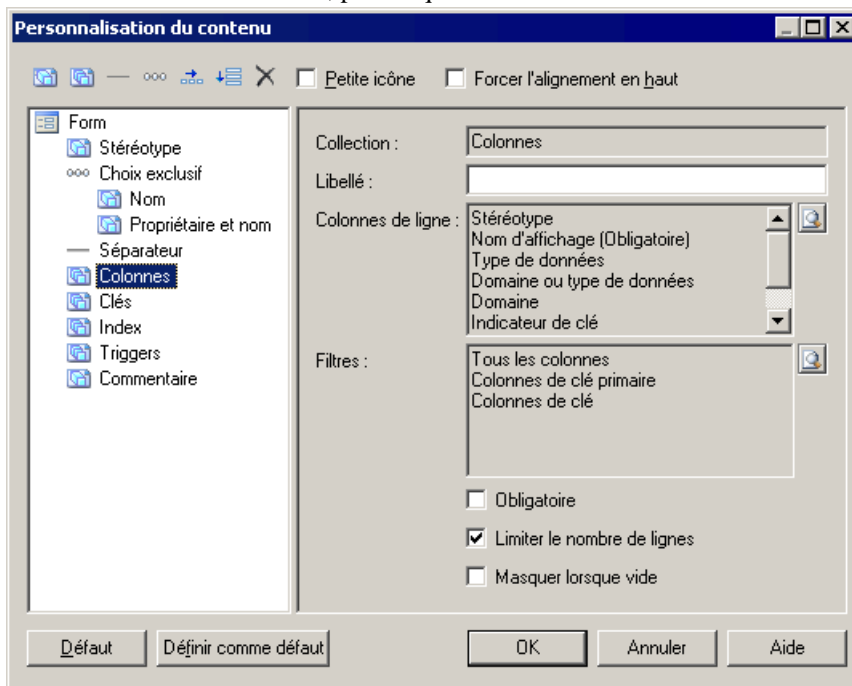 Personnalisation du contenu
Petite icône Forcer l'alignement en haut
Form
Stéréotype
Choix exclusif
Nom
Propriétaire et nom
Séparateur
Colonnes
Clés
Index
Triggers
Commentaire
Collection : Colonnes
Libellé :
Colonnes de ligne : Stéréotype
Nom d'affichage (Obligatoire)
Type de données
Domaine ou type de données
Domaine
Indicateur de clé
Filtres : Tous les colonnes
Colonnes de clé primaire
Colonnes de clé
Obligatoire
Limiter le nombre de lignes
Masquer lorsque vide
Défaut Définir comme défaut OK Annuler Aide